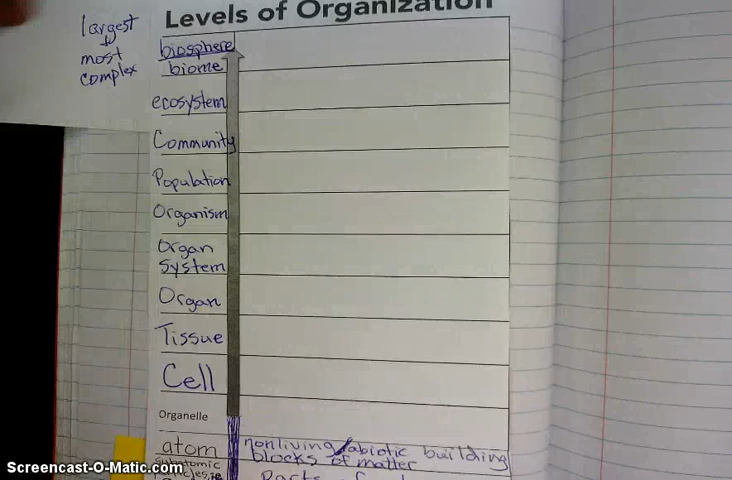 Levels of Organization
largest
most
complex
biosphere
biome
ecosystem
Community
Population
Organism
Organ
System
Organ
Tissue
Cell
Organelle
atom
nonliving/abiotic building
blocks of matter
subatomic
Screencast-O-Matic.com